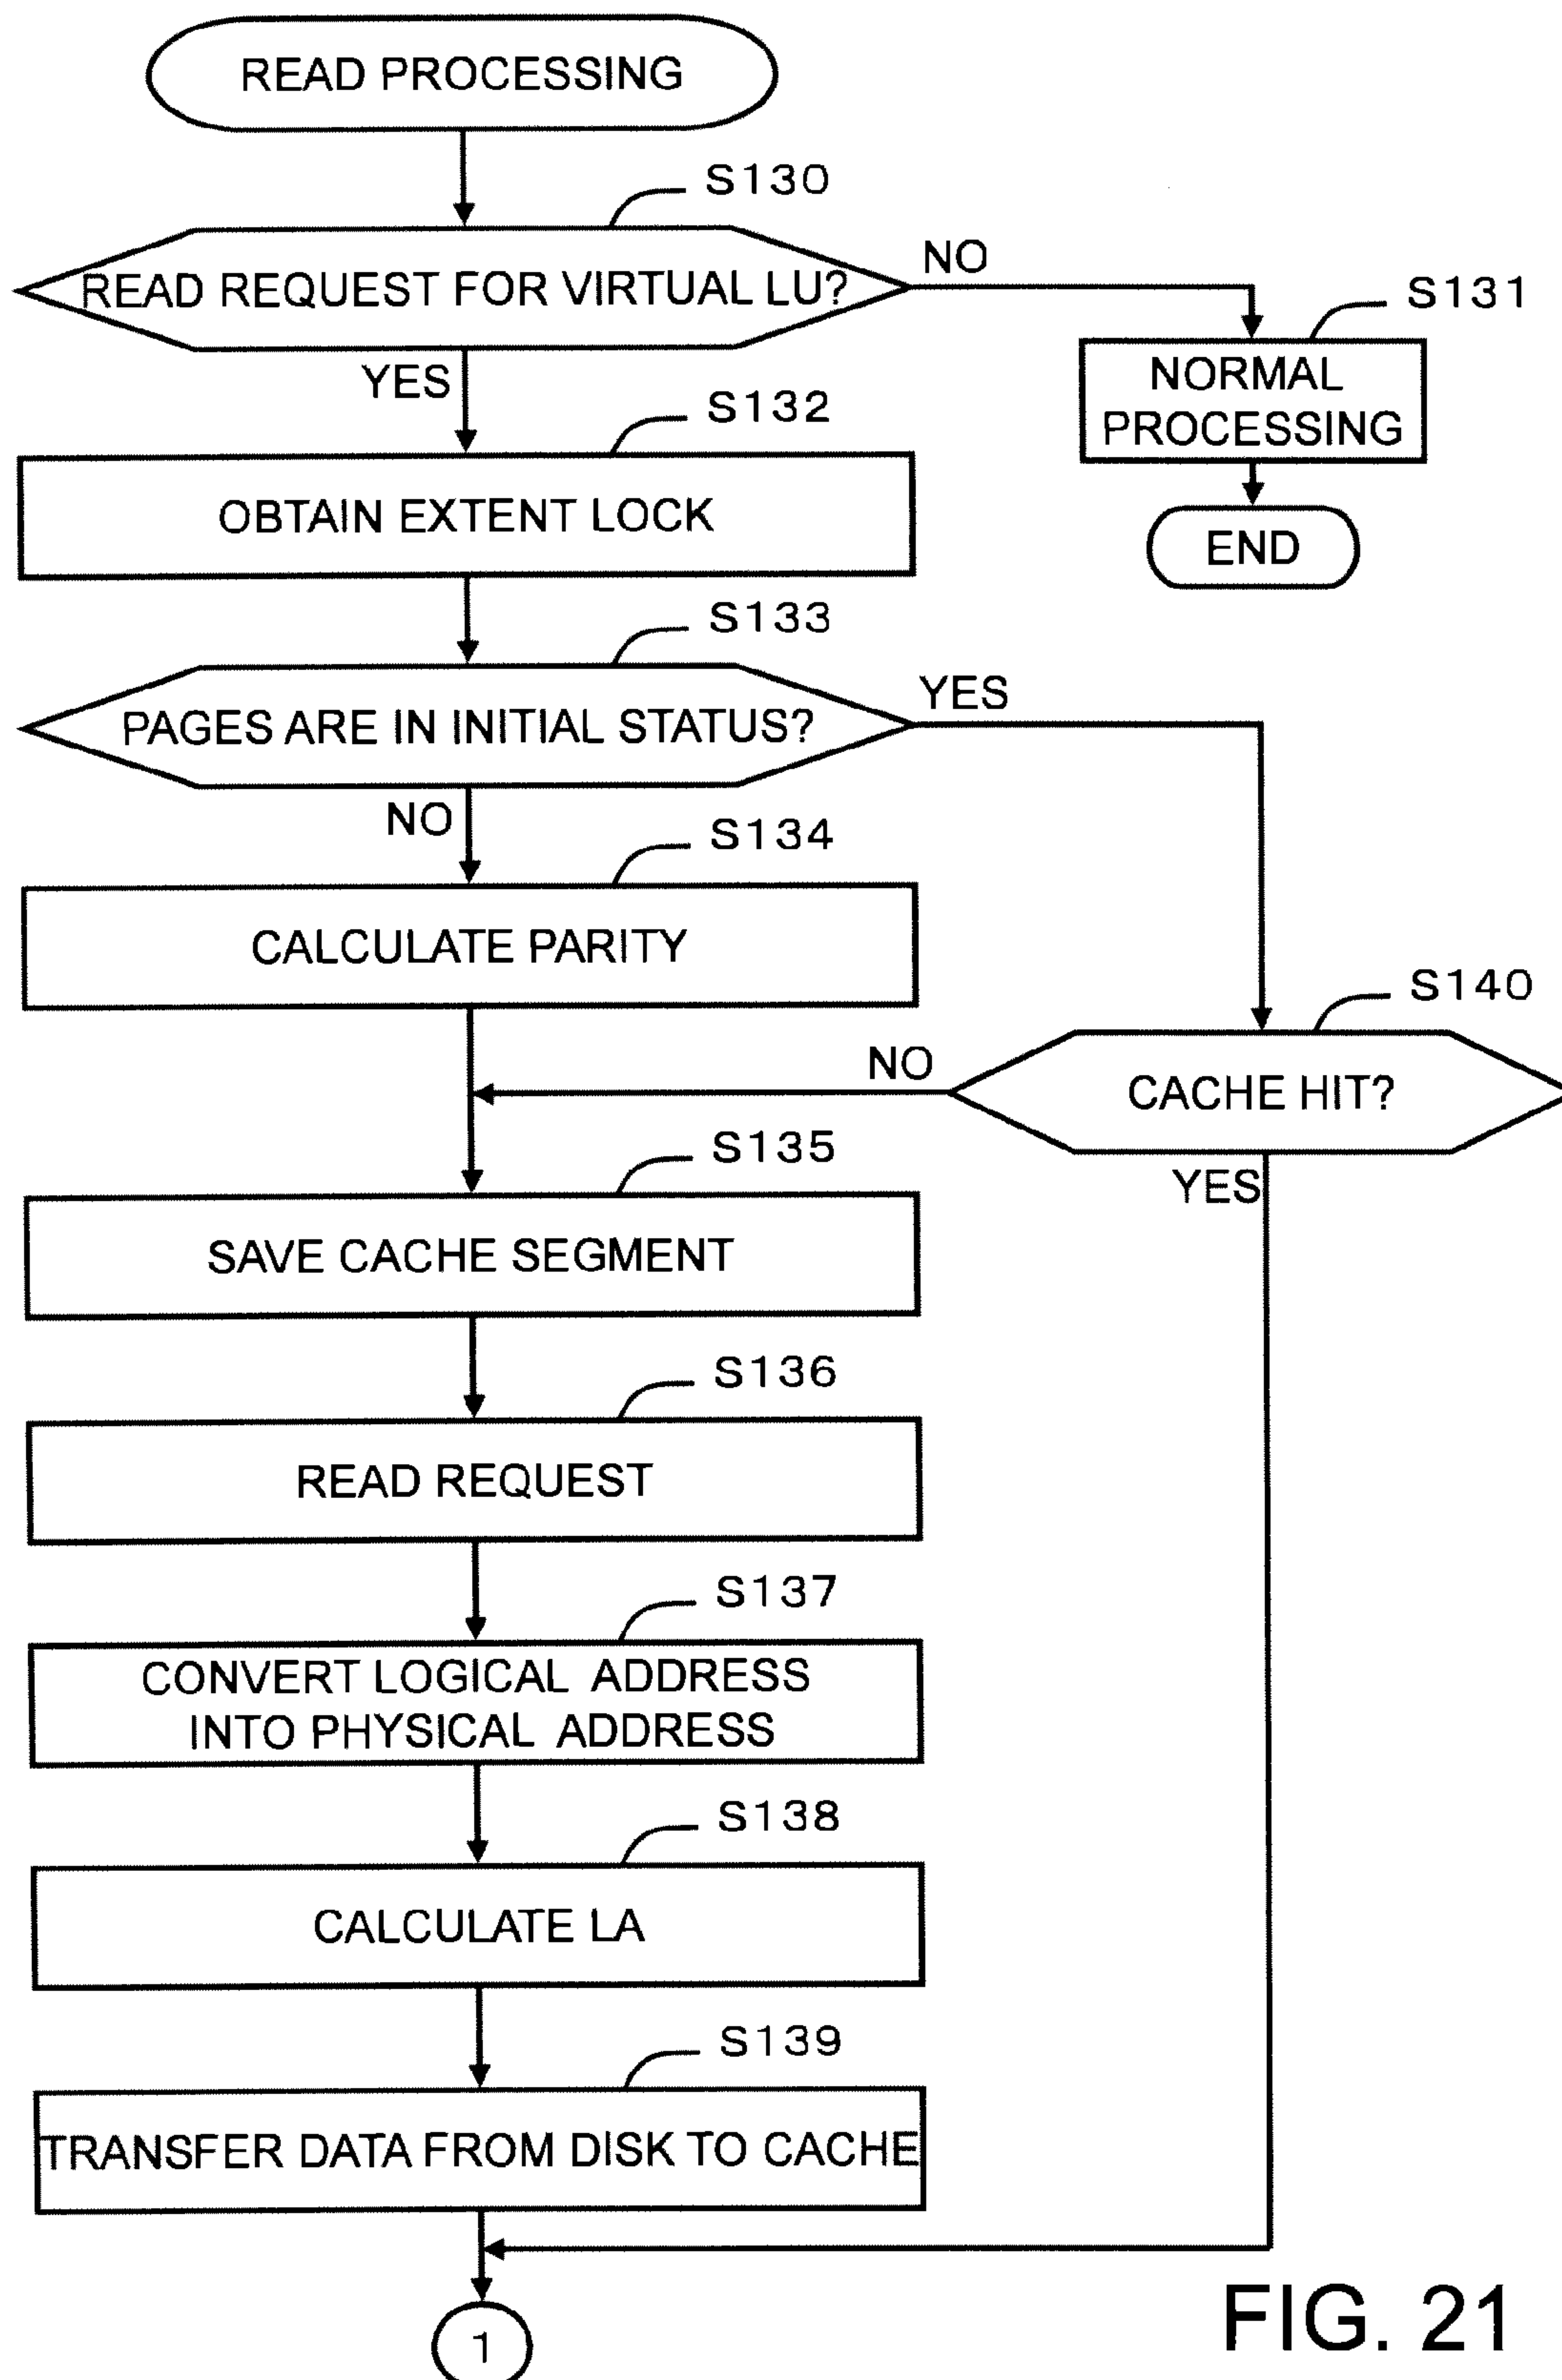 READ PROCESSING
S130
READ REQUEST FOR VIRTUAL LU?
NO
S131
NORMAL
PROCESSING
END
YES
S132
OBTAIN EXTENT LOCK
S133
PAGES ARE IN INITIAL STATUS?
YES
NO
S134
CALCULATE PARITY
S140
CACHE HIT?
NO
YES
S135
SAVE CACHE SEGMENT
S136
READ REQUEST
S137
CONVERT LOGICAL ADDRESS
INTO PHYSICAL ADDRESS
S138
CALCULATE LA
S139
TRANSFER DATA FROM DISK TO CACHE
1
FIG. 21